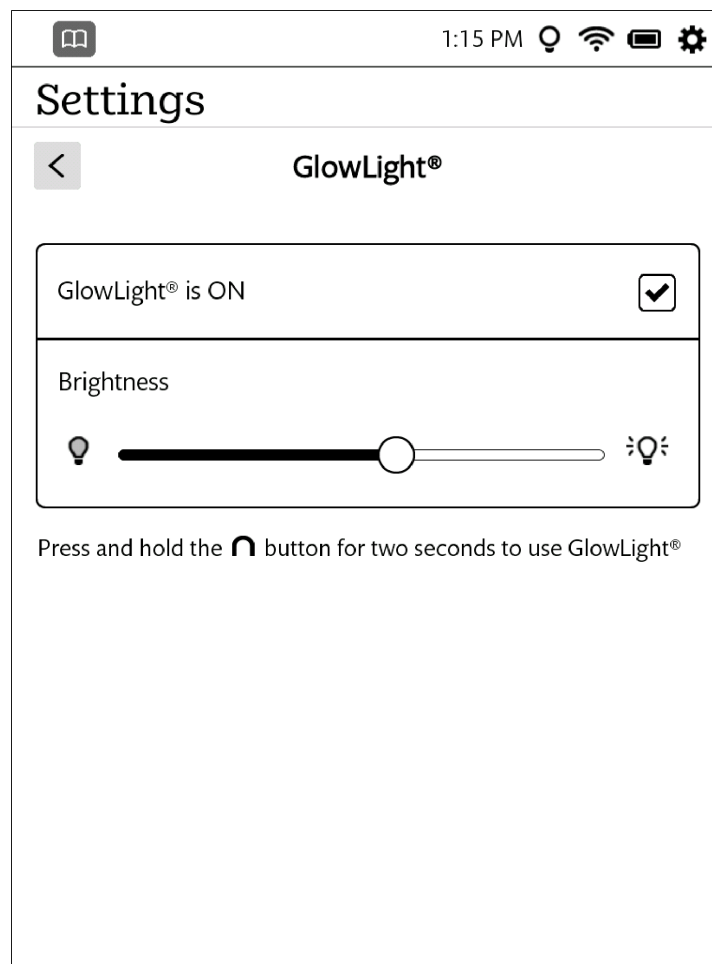 1:15 PM
Settings
GlowLight®
GlowLight® is ON
Brightness
Press and hold the n button for two seconds to use GlowLight®